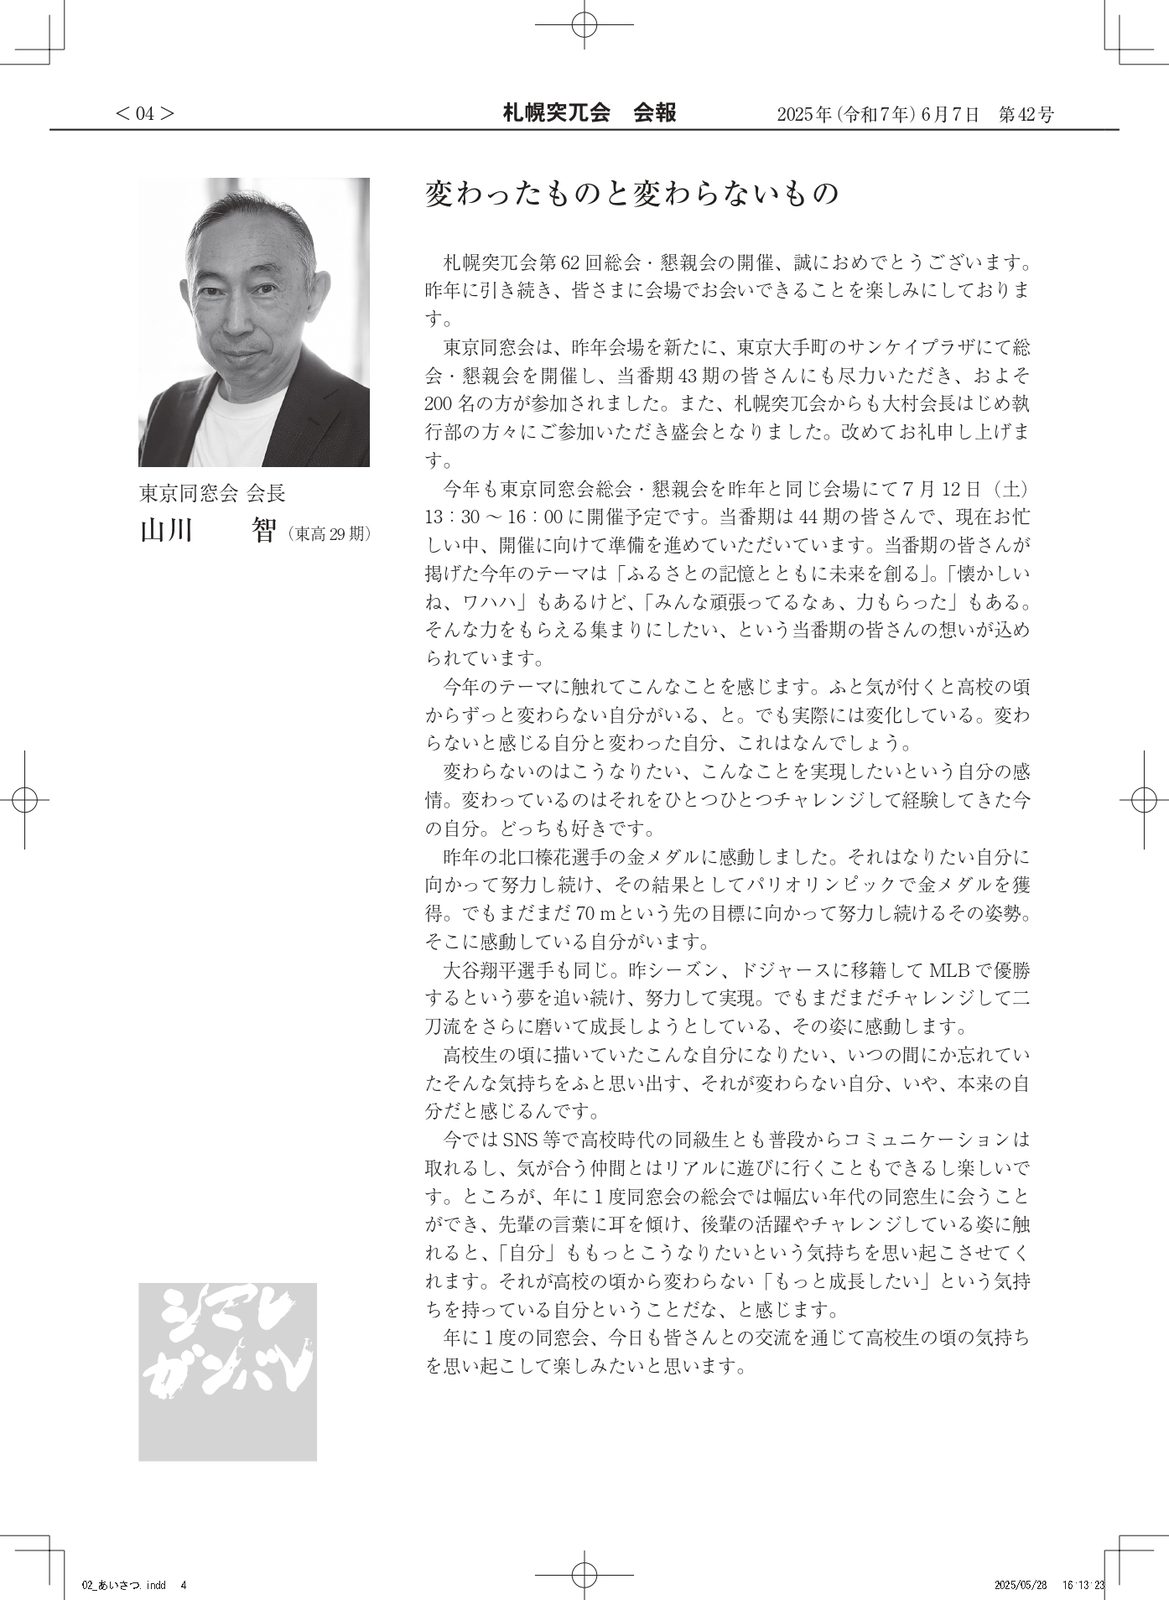 < 04 >
札幌突兀会　会報
2025年(令和7年)6月7日　第42号
変わったものと変わらないもの
東京同窓会 会長
山川　智（東高29期）
　札幌突兀会第62回総会・懇親会の開催、誠におめでとうございます。
昨年に引き続き、皆さまに会場でお会いできることを楽しみにしておりま
す。
　東京同窓会は、昨年会場を新たに、東京大手町のサンケイプラザにて総
会・懇親会を開催し、当番期43期の皆さんにも尽力いただき、およそ
200名の方が参加されました。また、札幌突兀会からも大村会長はじめ執
行部の方々にご参加いただき盛会となりました。改めてお礼申し上げま
す。
　今年も東京同窓会総会・懇親会を昨年と同じ会場にて7月12日（土）
13：30～16：00に開催予定です。当番期は44期の皆さんで、現在お忙
しい中、開催に向けて準備を進めていただいています。当番期の皆さんが
掲げた今年のテーマは「ふるさとの記憶とともに未来を創る」。「懐かしい
ね、ワハハ」もあるけど、「みんな頑張ってるなぁ、力もらった」もある。
そんな力をもらえる集まりにしたい、という当番期の皆さんの想いが込め
られています。
　今年のテーマに触れてこんなことを感じます。ふと気が付くと高校の頃
からずっと変わらない自分がいる、と。でも実際には変化している。変わ
らないと感じる自分と変わった自分、これはなんでしょう。
　変わらないのはこうなりたい、こんなことを実現したいという自分の感
情。変わっているのはそれをひとつひとつチャレンジして経験してきた今
の自分。どっちも好きです。
　昨年の北口榛花選手の金メダルに感動しました。それはなりたい自分に
向かって努力し続け、その結果としてパリオリンピックで金メダルを獲
得。でもまだまだ70mという先の目標に向かって努力し続けるその姿勢。
そこに感動している自分がいます。
　大谷翔平選手も同じ。昨シーズン、ドジャースに移籍してMLBで優勝
するという夢を追い続け、努力して実現。でもまだまだチャレンジして二
刀流をさらに磨いて成長しようとしている、その姿に感動します。
　高校生の頃に描いていたこんな自分になりたい、いつの間にか忘れてい
たそんな気持ちをふと思い出す、それが変わらない自分、いや、本来の自
分だと感じるんです。
　今ではSNS等で高校時代の同級生とも普段からコミュニケーションは
取れるし、気が合う仲間とはリアルに遊びに行くこともできるし楽しいで
す。ところが、年に1度同窓会の総会では幅広い年代の同窓生に会うこと
ができ、先輩の言葉に耳を傾け、後輩の活躍やチャレンジしている姿に触
れると、「自分」ももっとこうなりたいという気持ちを思い起こさせてく
れます。それが高校の頃から変わらない「もっと成長したい」という気持
ちを持っている自分ということだな、と感じます。
　年に1度の同窓会、今日も皆さんとの交流を通じて高校生の頃の気持ち
を思い起こして楽しみたいと思います。
シマレ
ガンバレ
02_あいさつ.indd　4
2025/05/28　16:13:23